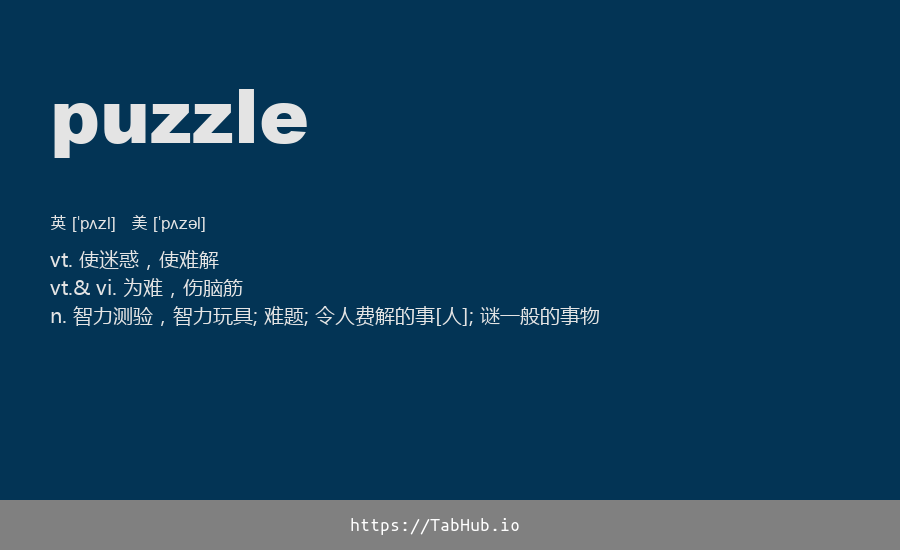 puzzle
英 [ˈpʌzl] 美 [ˈpʌzəl]
vt. 使迷惑，使难解
vt.& vi. 为难，伤脑筋
n. 智力测验，智力玩具; 难题; 令人费解的事[人]; 谜一般的事物
https://TabHub.io